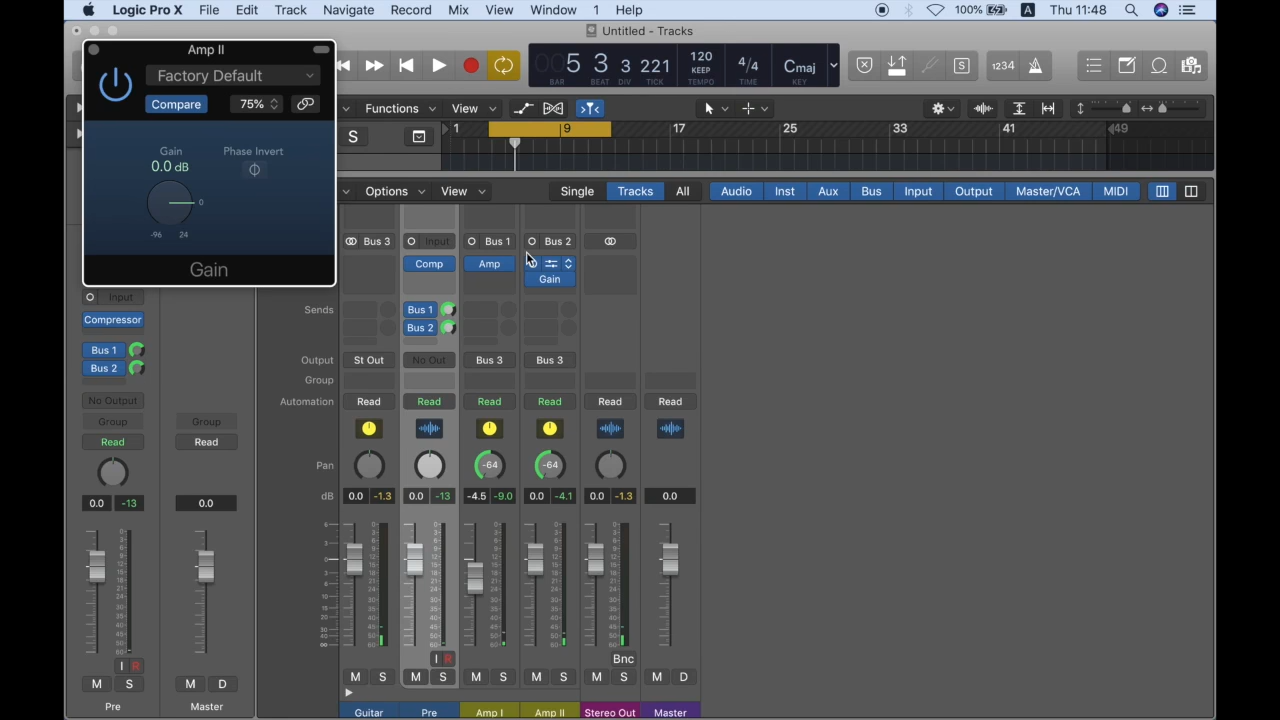 Logic Pro X File Edit Track Navigate Record Mix View Window 1 Help 100% A Thu 11:48
Untitled - Tracks
Amp II
Factory Default
Compare 75%
Gain
0.0 dB
Phase Invert
0
-96 24
Gain
005 3 3 221
BAR BEAT DIV TICK
120
KEEP
TEMPO
4/4
TIME
Cmaj
KEY
S
1234
Functions View
S
1 9 17 25 33 41 49
Options View Single Tracks All Audio Inst Aux Bus Input Output Master/VCA MIDI
Bus 3 Input Bus 1 Bus 2
Comp Amp
Gain
Sends Bus 1
Bus 2
Output St Out No Out Bus 3 Bus 3
Group
Automation Read Read Read Read Read Read
Pan -64 -64
dB 0.0 -1.3 0.0 -13 -4.5 -9.0 0.0 -4.1 0.0 -1.3 0.0
I R Bnc
M S M S M S M S M S M D
Guitar Pre Amp I Amp II Stereo Out Master
Input
Compressor
Bus 1
Bus 2
No Output
Group Group
Read Read
0.0 -13 0.0
I R
M S M D
Pre Master